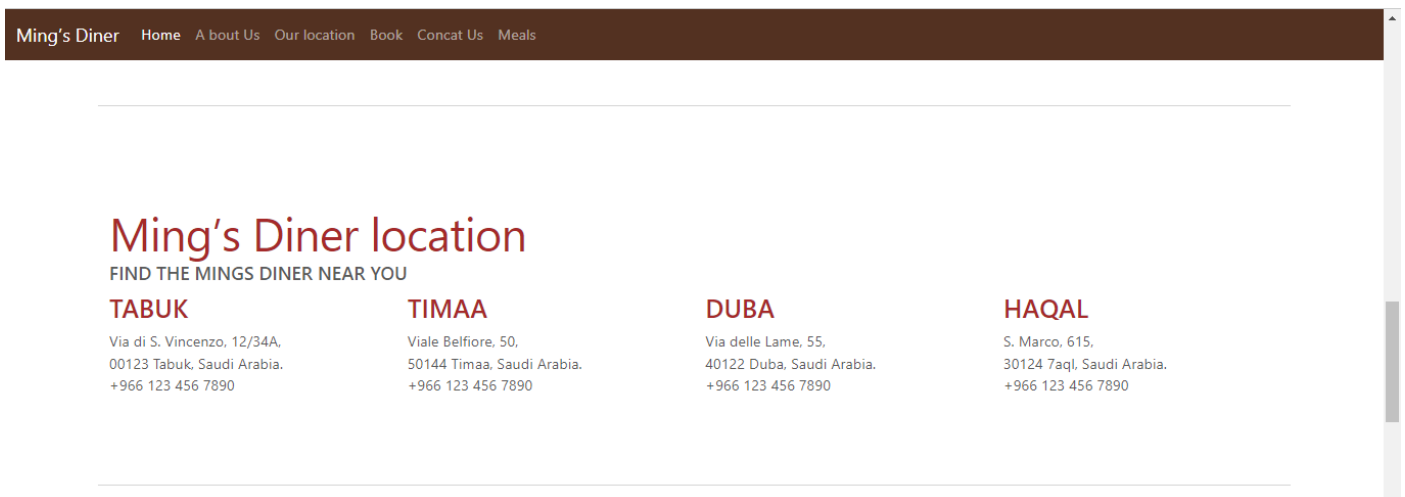 Ming's Diner Home A bout Us Our location Book Concat Us Meals
Ming's Diner location
FIND THE MINGS DINER NEAR YOU
TABUK
Via di S. Vincenzo, 12/34A,
00123 Tabuk, Saudi Arabia.
+966 123 456 7890
TIMAA
Viale Belfiore, 50,
50144 Timaa, Saudi Arabia.
+966 123 456 7890
DUBA
Via delle Lame, 55,
40122 Duba, Saudi Arabia.
+966 123 456 7890
HAQAL
S. Marco, 615,
30124 7aql, Saudi Arabia.
+966 123 456 7890